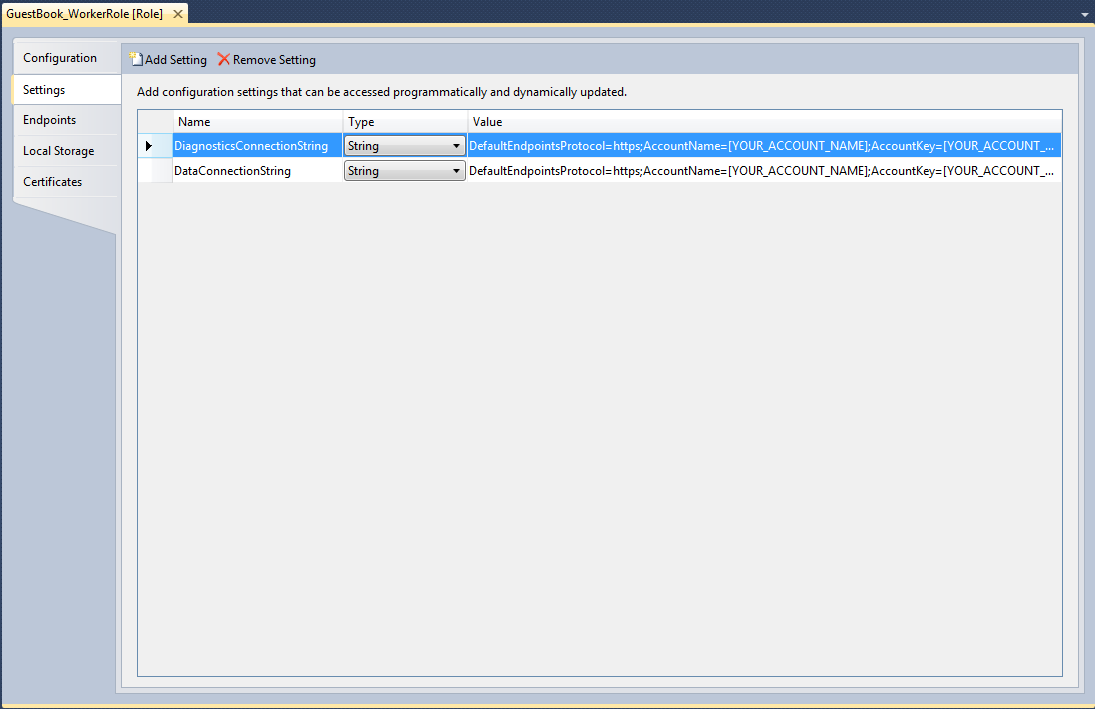 GuestBook_WorkerRole [Role]
Configuration
Settings
Endpoints
Local Storage
Certificates
Add Setting Remove Setting
Add configuration settings that can be accessed programmatically and dynamically updated.
Name Type Value
DiagnosticsConnectionString String DefaultEndpointsProtocol=https;AccountName=[YOUR_ACCOUNT_NAME];AccountKey=[YOUR_ACCOUNT_...
DataConnectionString String DefaultEndpointsProtocol=https;AccountName=[YOUR_ACCOUNT_NAME];AccountKey=[YOUR_ACCOUNT_...